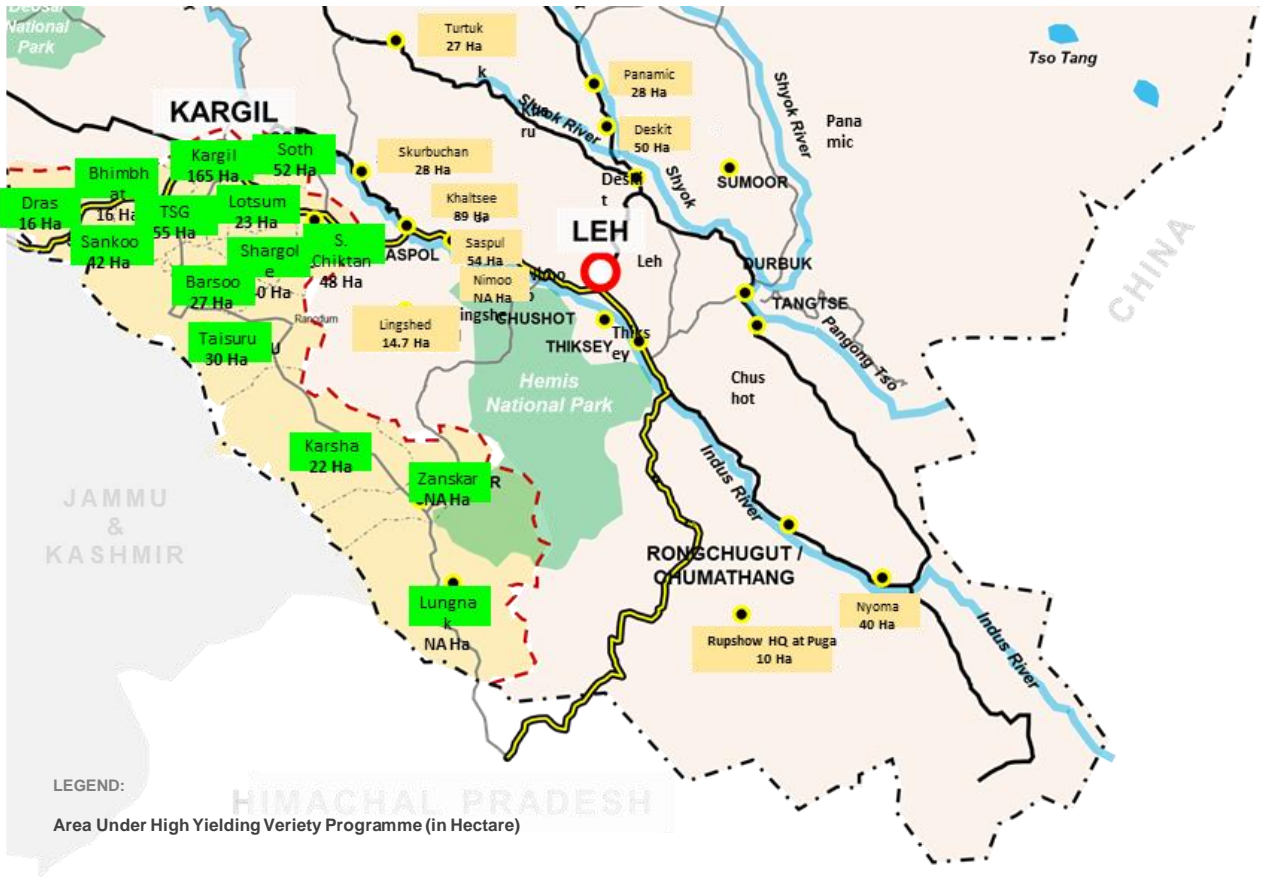 Deosai
National
Park
Turtuk
27 Ha
k
Panamic
28 Ha
Deskit
50 Ha
Shyok River
ru
Shyok River
Pana
mic
Tso Tang
KARGIL
Kargil
165 Ha
Soth
52 Ha
Skurbuchan
28 Ha
Bhimbh
at
16 Ha
Dras
16 Ha
TSG
55 Ha
Lotsum
23 Ha
Khaltsee
89 Ha
Deski
t
Shyok
SUMOOR
Sankoo
42 Ha
Shargol
e
0 Ha
S.
Chiktan
48 Ha
ASPOL
Saspul
54 Ha
LEH
Leh
DURBUK
CHINA
Barsoo
27 Ha
Nimoo
NA Ha
TANGTSE
Rangdum
Lingshed
14.7 Ha
ingshe
CHUSHOT
Thiks
ey
THIKSEY
Pangong Tso
Taisuru
30 Ha
U
Hemis
National Park
Chus
hot
Karsha
22 Ha
Zanskar
NA Ha
R
Indus River
JAMMU
&
KASHMIR
RONGCHUGUT /
CHUMATHANG
Lungna
k
NA Ha
Nyoma
40 Ha
Rupshow HQ at Puga
10 Ha
Indus River
LEGEND:
HIMACHAL PRADESH
Area Under High Yielding Veriety Programme (in Hectare)